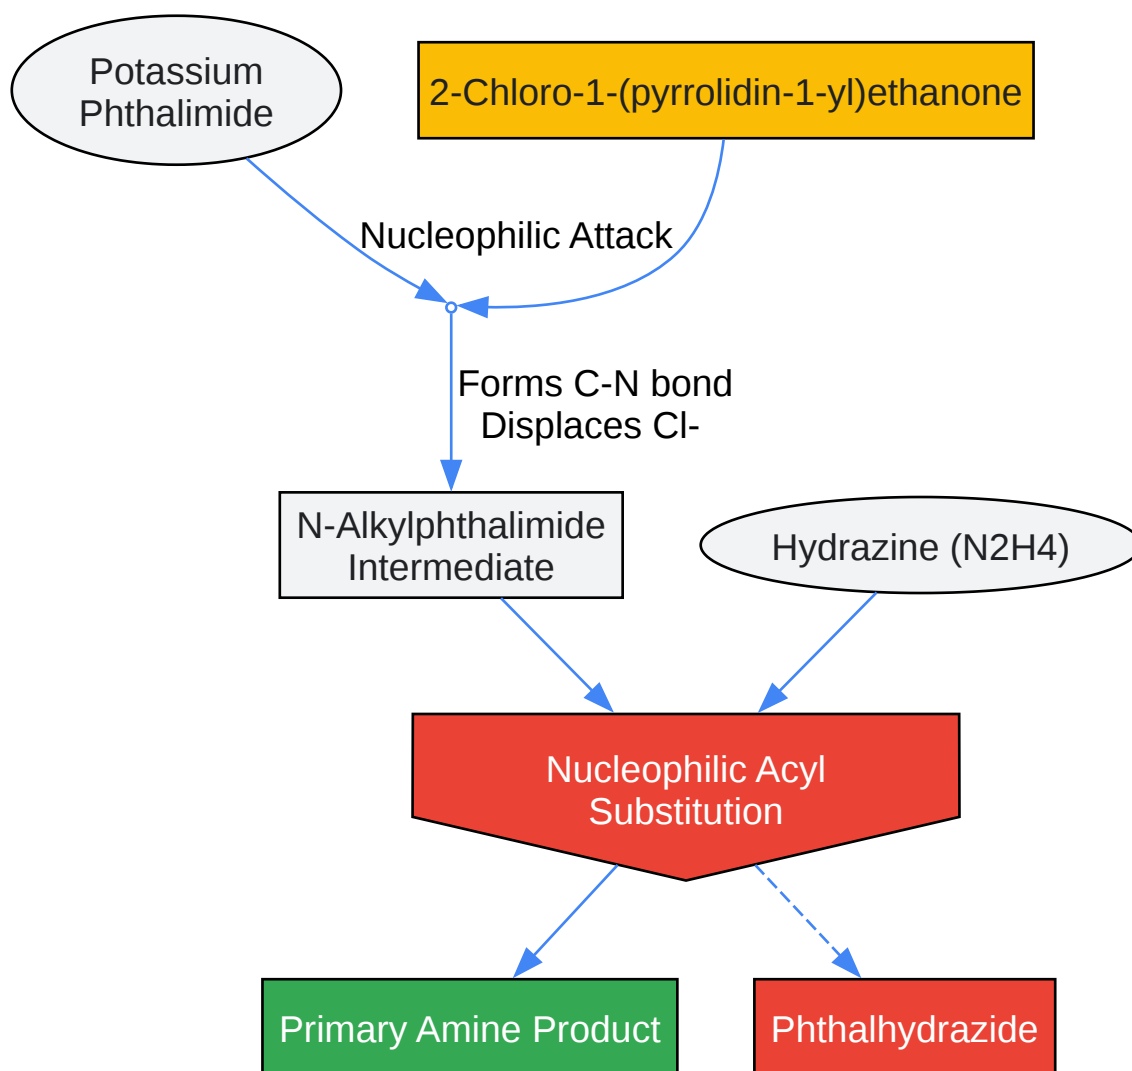 Potassium
Phthalimide
2-Chloro-1-(pyrrolidin-1-yl)ethanone
Nucleophilic Attack
Forms C-N bond
Displaces Cl-
N-Alkylphthalimide
Intermediate
Hydrazine (N2H4)
Nucleophilic Acyl
Substitution
Primary Amine Product
Phthalhydrazide